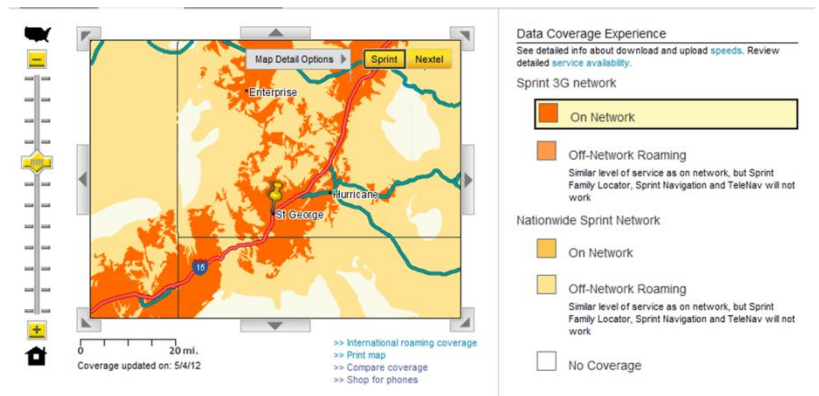 Map Detail Options
Sprint
Nextel
Enterprise
Hurricane
St George
15
0 20 mi.
Coverage updated on: 5/4/12
>> International roaming coverage
>> Print map
>> Compare coverage
>> Shop for phones
Data Coverage Experience
See detailed info about download and upload speeds. Review
detailed service availability.
Sprint 3G network
On Network
Off-Network Roaming
Similar level of service as on network, but Sprint
Family Locator, Sprint Navigation and TeleNav will not
work
Nationwide Sprint Network
On Network
Off-Network Roaming
Similar level of service as on network, but Sprint
Family Locator, Sprint Navigation and TeleNav will not
work
No Coverage